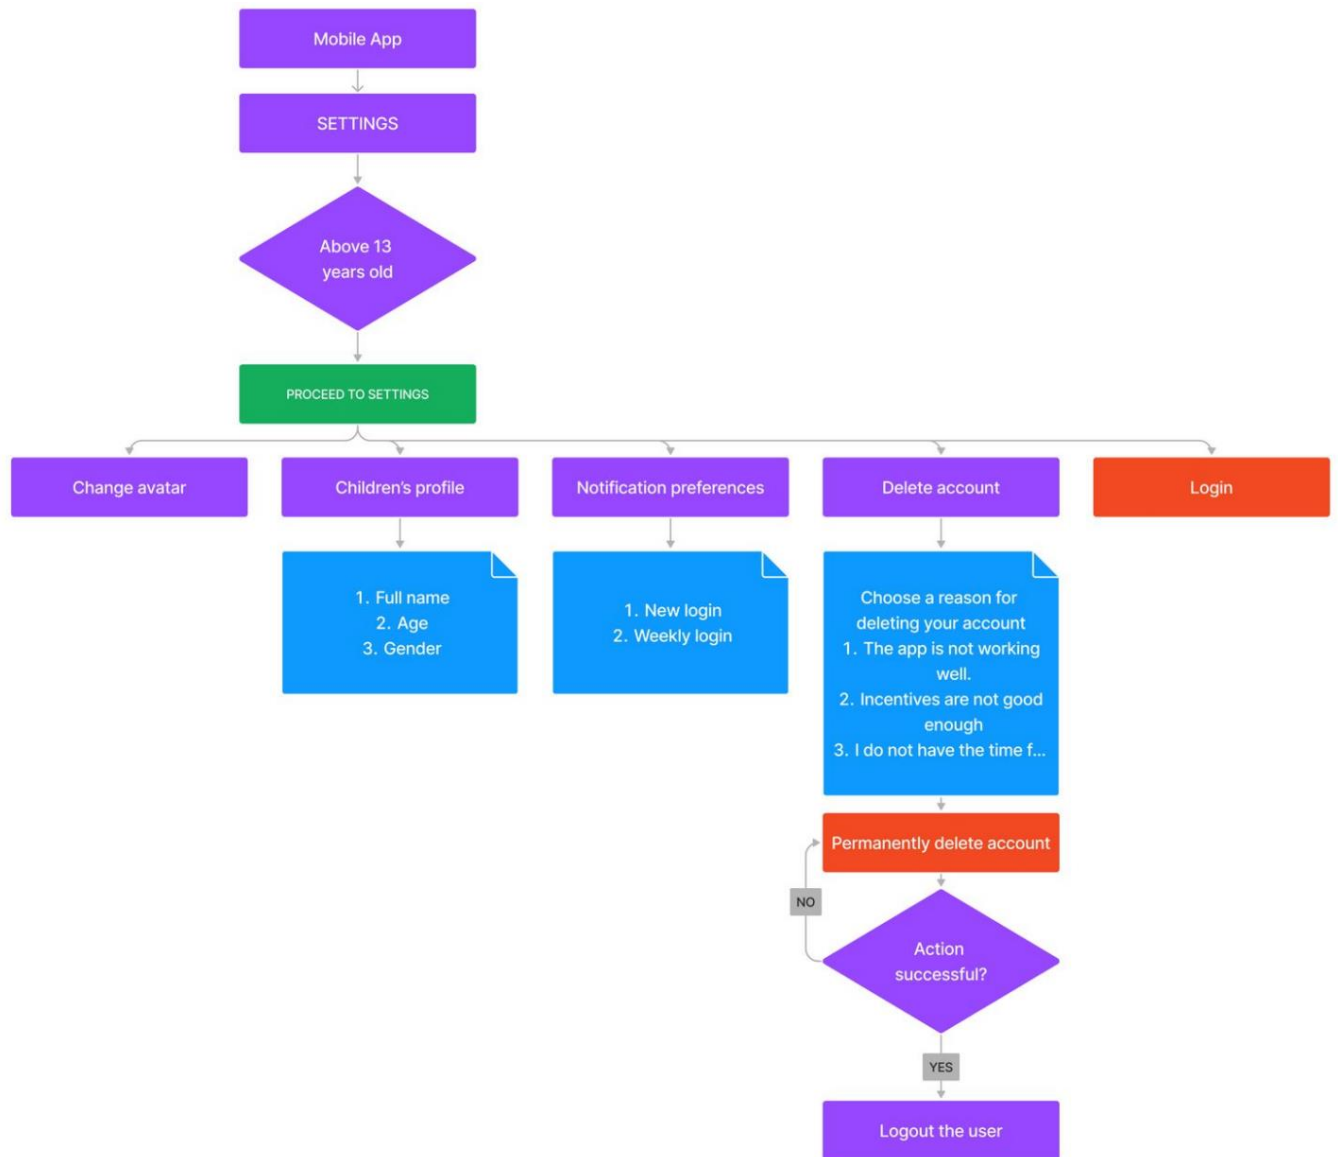 Mobile App
SETTINGS
Above 13
years old
PROCEED TO SETTINGS
Change avatar
Children's profile
Notification preferences
Delete account
Login
1. Full name
2. Age
3. Gender
1. New login
2. Weekly login
Choose a reason for
deleting your account
1. The app is not working
well.
2. Incentives are not good
enough
3. I do not have the time f...
Permanently delete account
NO
Action
successful?
YES
Logout the user